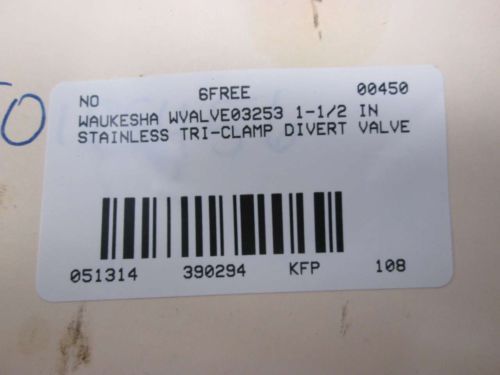 NO 6FREE 00450
WAUKESHA WVALVE03253 1-1/2 IN
STAINLESS TRI-CLAMP DIVERT VALVE
051314 390294 KFP 108